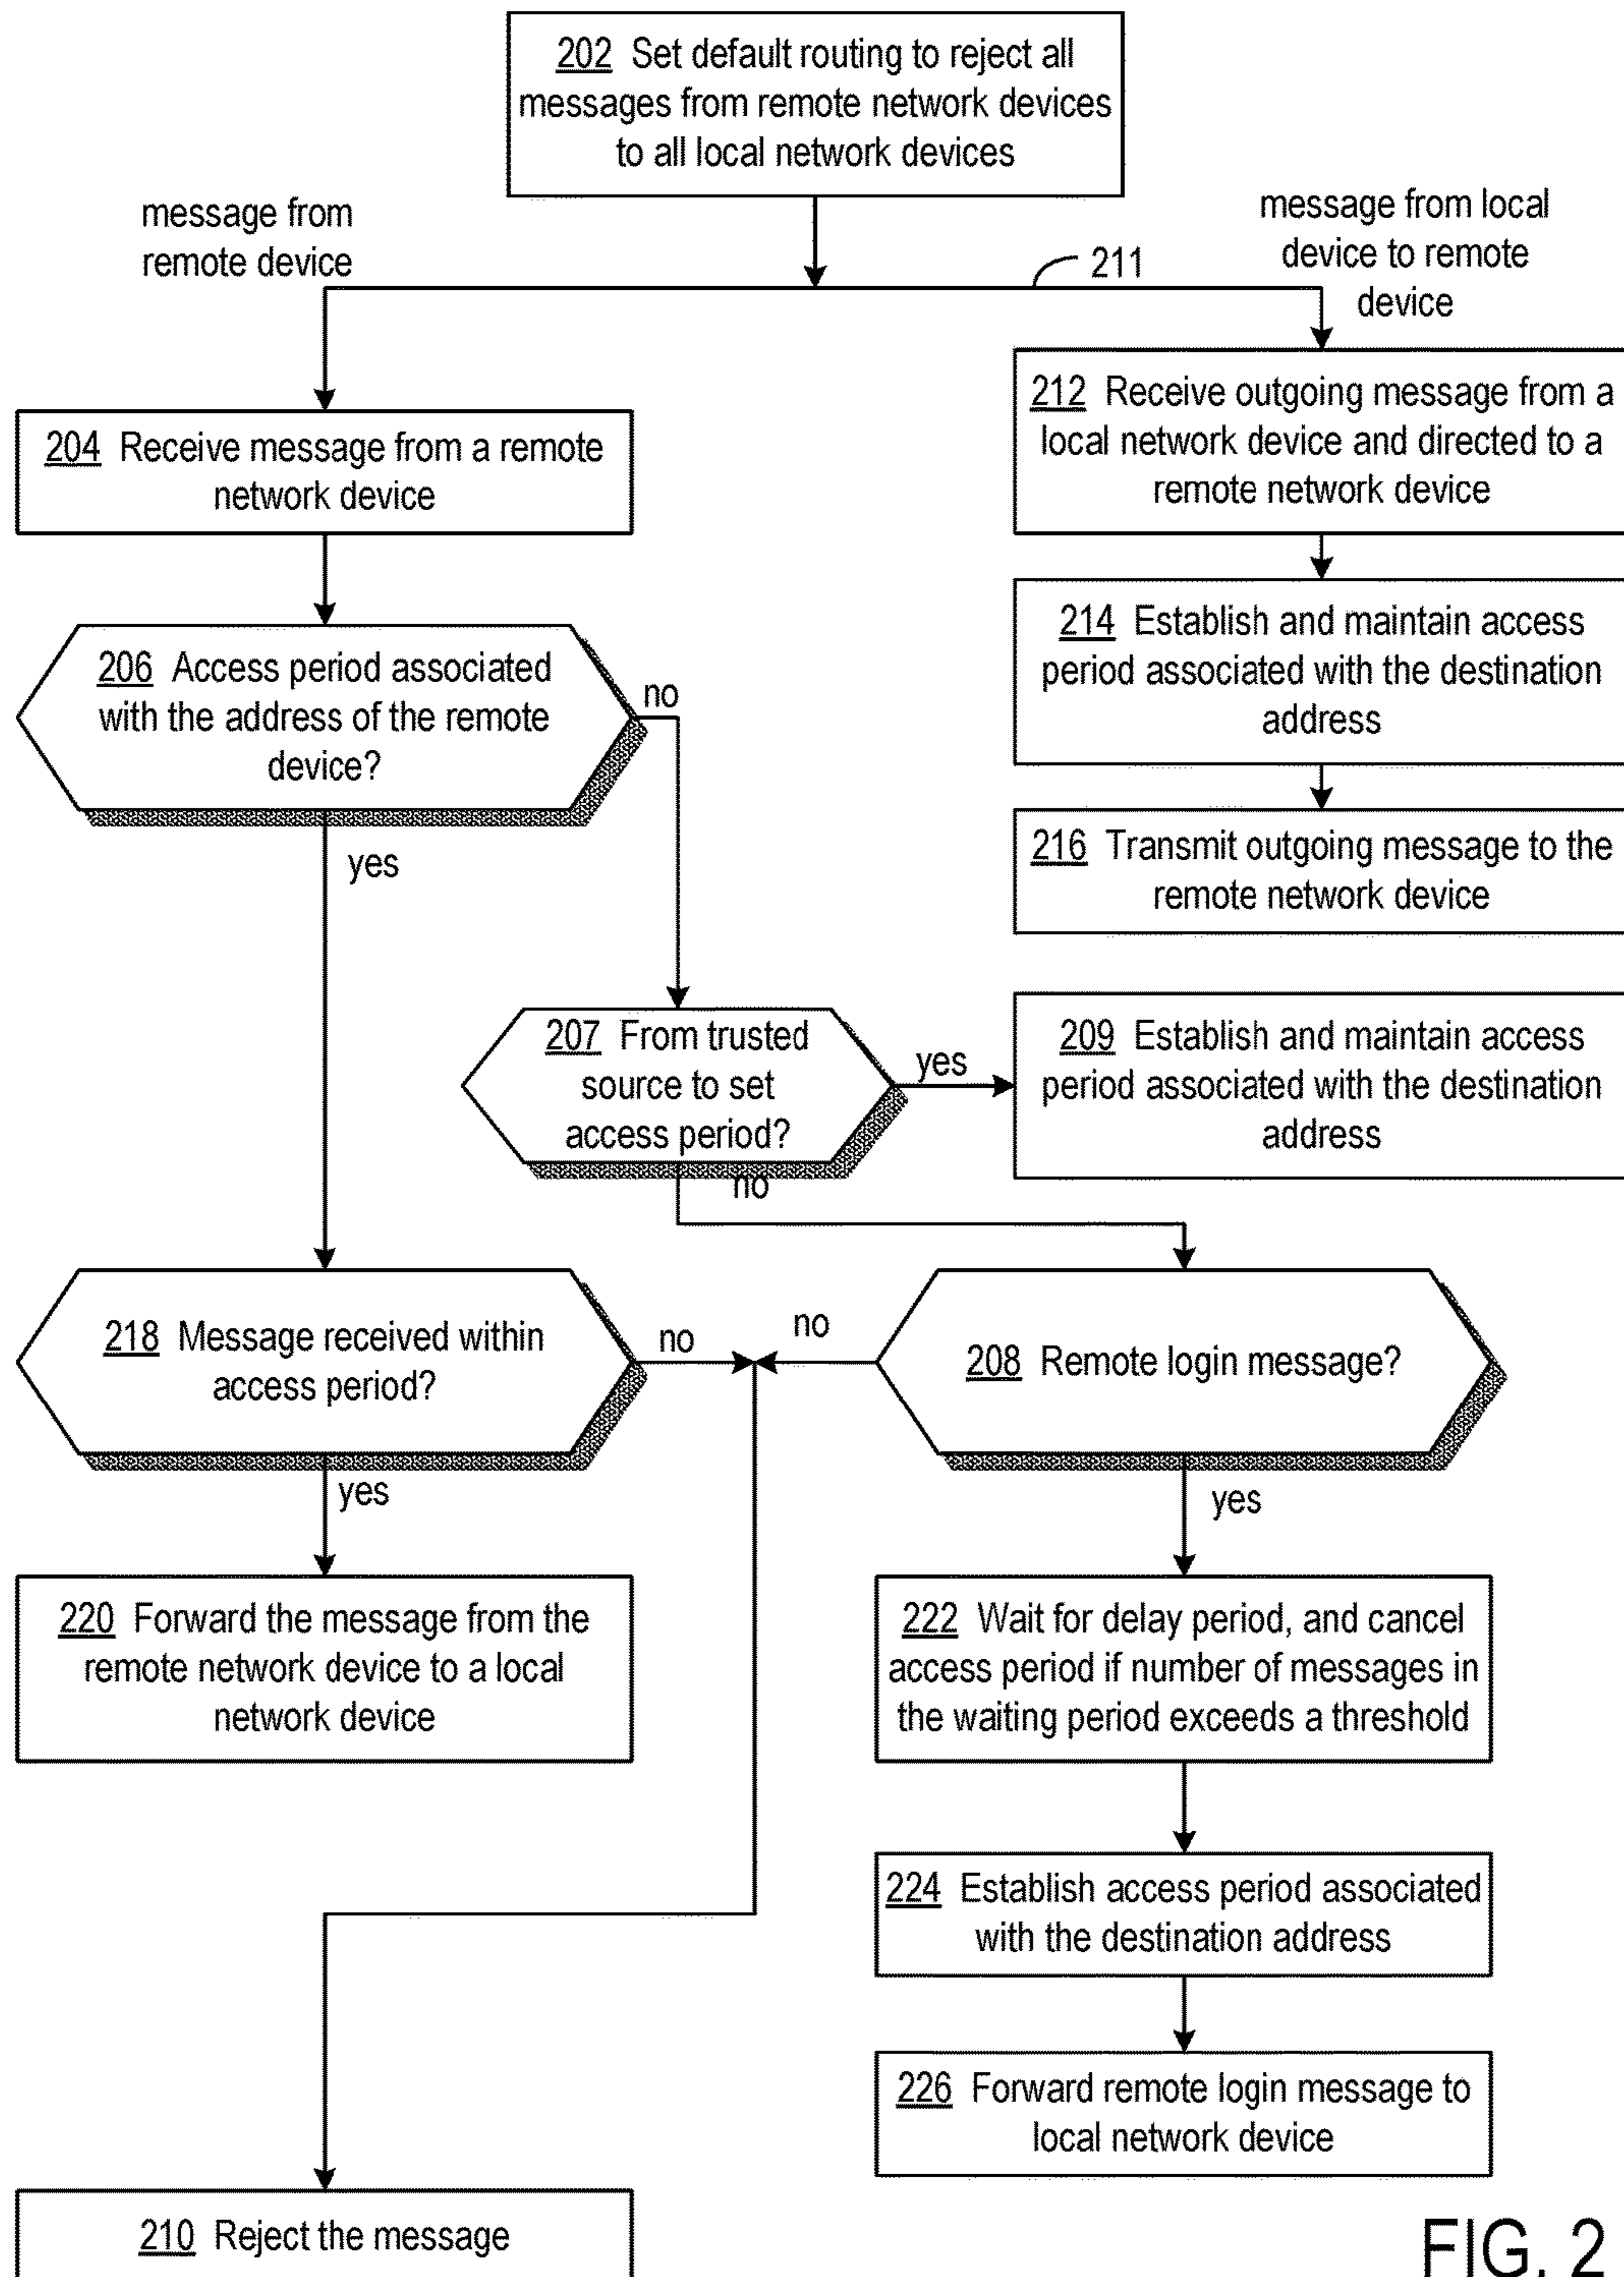 202 Set default routing to reject all
messages from remote network devices
to all local network devices
message from
remote device
message from local
device to remote
device
211
204 Receive message from a remote
network device
212 Receive outgoing message from a
local network device and directed to a
remote network device
206 Access period associated
with the address of the remote
device?
no
yes
214 Establish and maintain access
period associated with the destination
address
216 Transmit outgoing message to the
remote network device
207 From trusted
source to set
access period?
yes
no
209 Establish and maintain access
period associated with the destination
address
218 Message received within
access period?
no
yes
no
208 Remote login message?
yes
220 Forward the message from the
remote network device to a local
network device
222 Wait for delay period, and cancel
access period if number of messages in
the waiting period exceeds a threshold
224 Establish access period associated
with the destination address
226 Forward remote login message to
local network device
210 Reject the message
FIG. 2